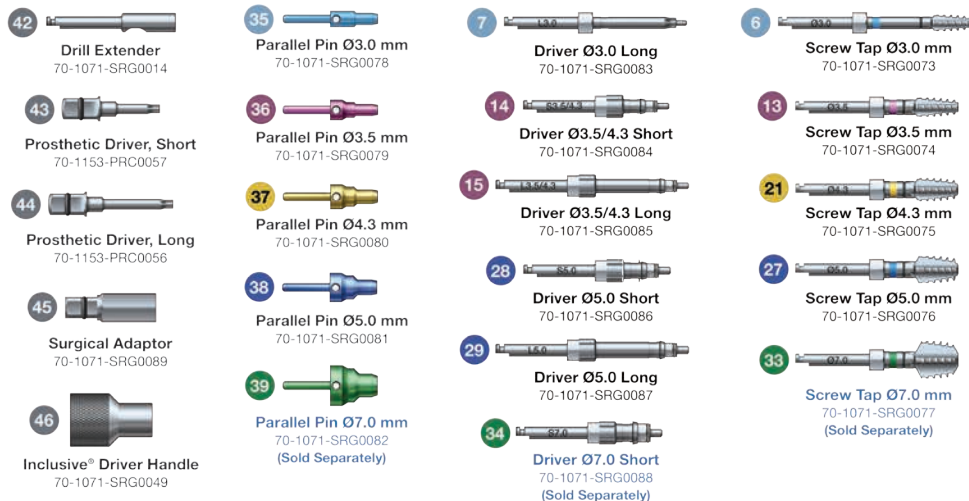 42
Drill Extender
70-1071-SRG0014
43
Prosthetic Driver, Short
70-1153-PRC0057
44
Prosthetic Driver, Long
70-1153-PRC0056
45
Surgical Adaptor
70-1071-SRG0089
46
Inclusive® Driver Handle
70-1071-SRG0049
35
Parallel Pin Ø3.0 mm
70-1071-SRG0078
36
Parallel Pin Ø3.5 mm
70-1071-SRG0079
37
Parallel Pin Ø4.3 mm
70-1071-SRG0080
38
Parallel Pin Ø5.0 mm
70-1071-SRG0081
39
Parallel Pin Ø7.0 mm
70-1071-SRG0082
(Sold Separately)
7
L3.0
Driver Ø3.0 Long
70-1071-SRG0083
14
S3.5/4.3
Driver Ø3.5/4.3 Short
70-1071-SRG0084
15
L3.5/4.3
Driver Ø3.5/4.3 Long
70-1071-SRG0085
28
S5.0
Driver Ø5.0 Short
70-1071-SRG0086
29
L5.0
Driver Ø5.0 Long
70-1071-SRG0087
34
S7.0
Driver Ø7.0 Short
70-1071-SRG0088
(Sold Separately)
6
Ø3.0
Screw Tap Ø3.0 mm
70-1071-SRG0073
13
Ø3.5
Screw Tap Ø3.5 mm
70-1071-SRG0074
21
Ø4.3
Screw Tap Ø4.3 mm
70-1071-SRG0075
27
Ø5.0
Screw Tap Ø5.0 mm
70-1071-SRG0076
33
Ø7.0
Screw Tap Ø7.0 mm
70-1071-SRG0077
(Sold Separately)